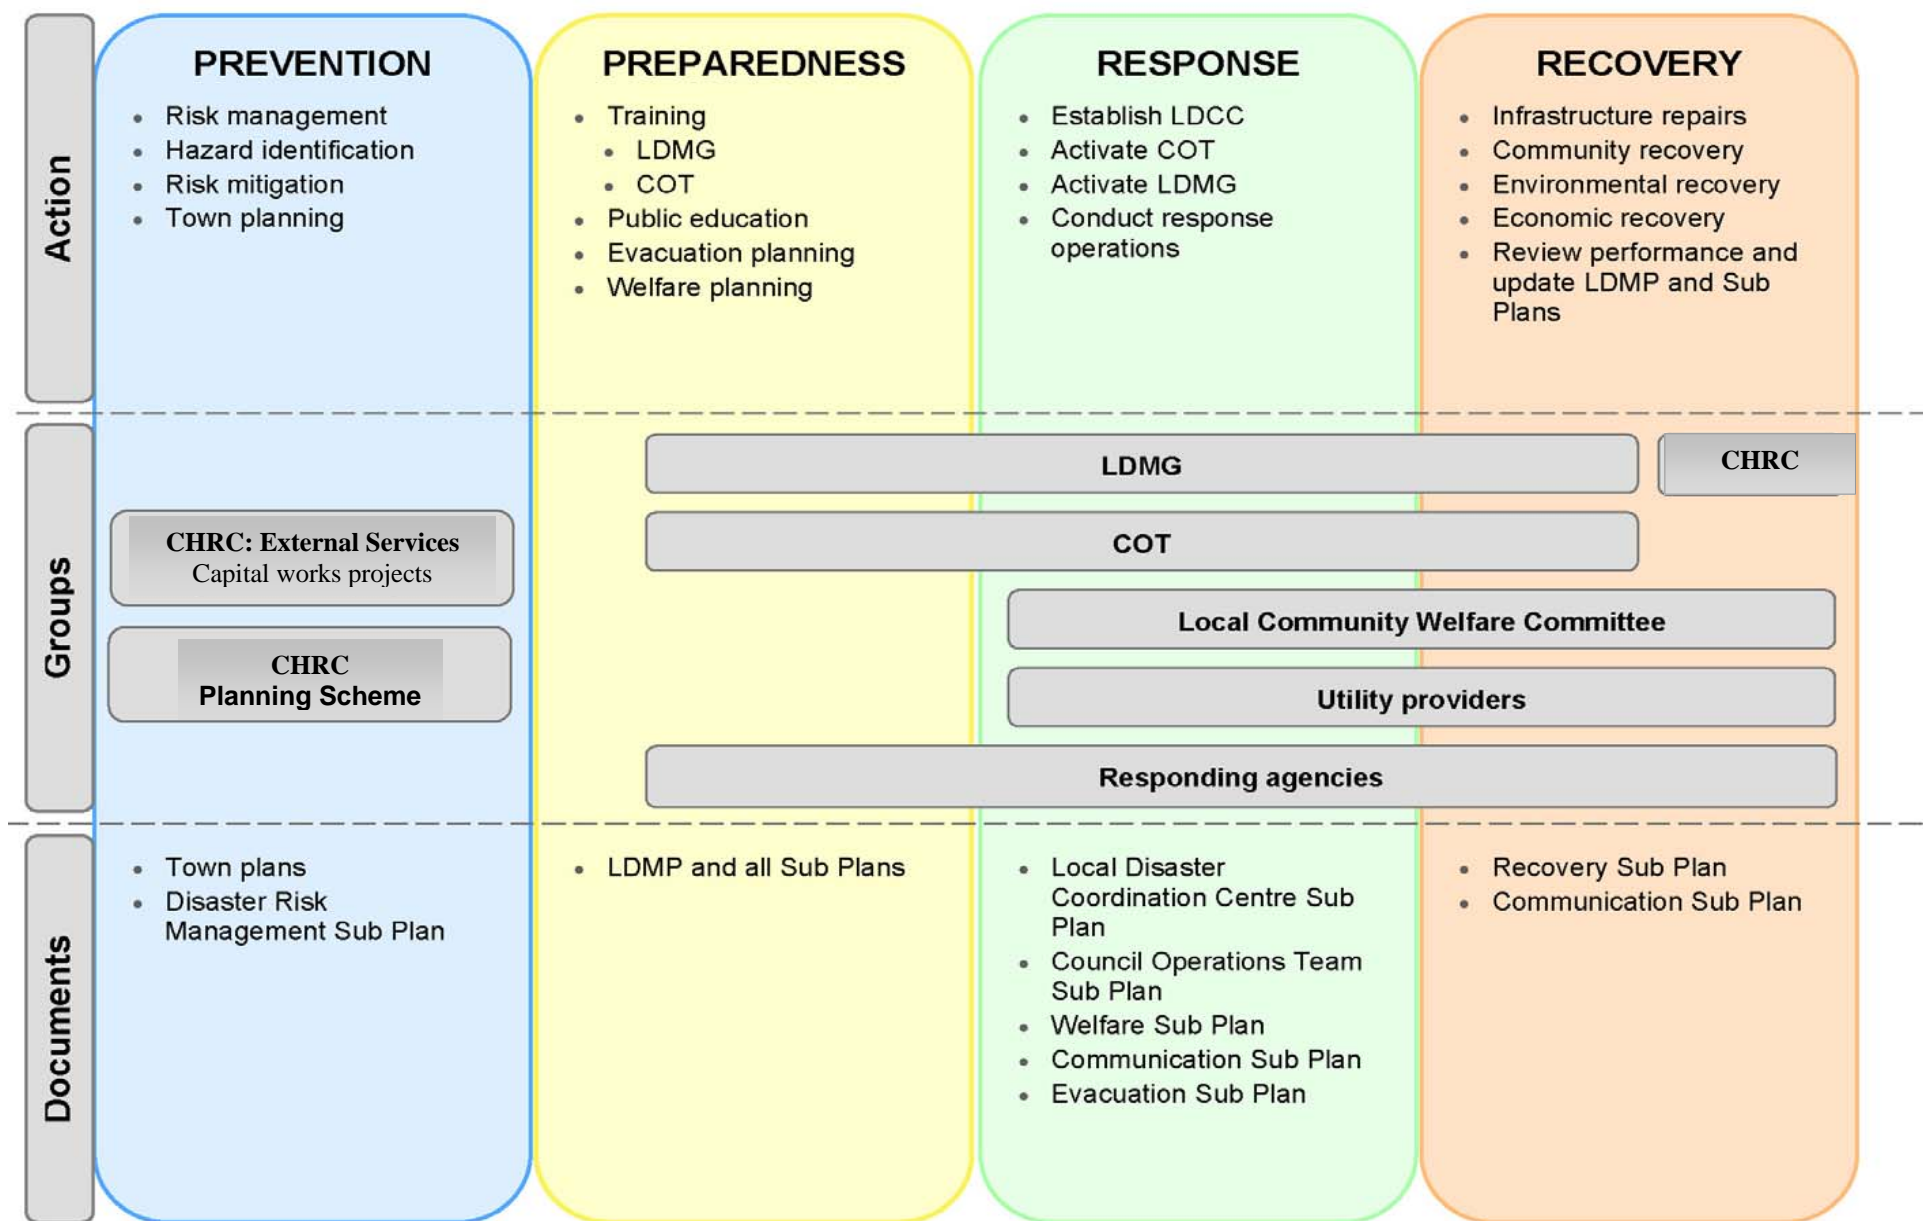 PREVENTION
• Risk management
• Hazard identification
• Risk mitigation
• Town planning
PREPAREDNESS
• Training
• LDMG
• COT
• Public education
• Evacuation planning
• Welfare planning
RESPONSE
• Establish LDCC
• Activate COT
• Activate LDMG
• Conduct response
operations
RECOVERY
• Infrastructure repairs
• Community recovery
• Environmental recovery
• Economic recovery
• Review performance and
update LDMP and Sub
Plans
Action
Groups
LDMG
CHRC
CHRC: External Services
Capital works projects
COT
Local Community Welfare Committee
CHRC
Planning Scheme
Utility providers
Responding agencies
Documents
• Town plans
• Disaster Risk
Management Sub Plan
• LDMP and all Sub Plans
• Local Disaster
Coordination Centre Sub
Plan
• Council Operations Team
Sub Plan
• Welfare Sub Plan
• Communication Sub Plan
• Evacuation Sub Plan
• Recovery Sub Plan
• Communication Sub Plan